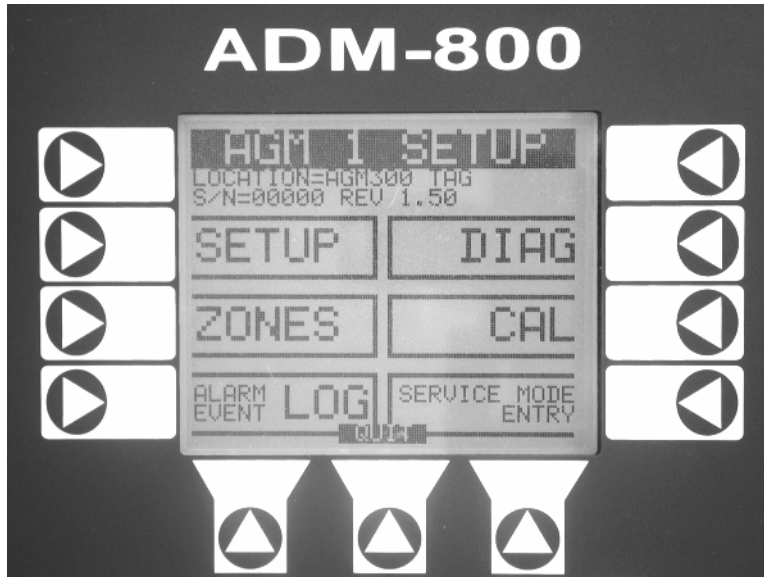 ADM-800
AGM 1 SETUP
LOCATION=AGM300 TAG
S/N=00000 REV 1.50
SETUP
DIAG
ZONES
CAL
ALARM EVENT LOG
SERVICE MODE ENTRY
QUIT